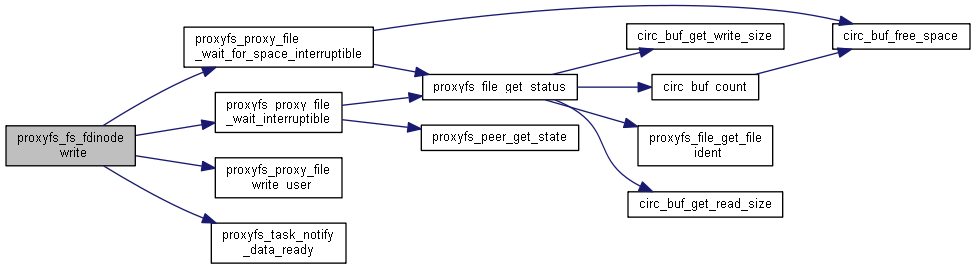 proxyfs_fs_fdinode
write
proxyfs_proxy_file
_wait_for_space_interruptible
proxyfs_proxy_file
_wait_interruptible
proxyfs_proxy_file
write_user
proxyfs_task_notify
_data_ready
proxyfs_file_get_status
proxyfs_peer_get_state
circ_buf_get_write_size
circ_buf_count
proxyfs_file_get_file
ident
circ_buf_get_read_size
circ_buf_free_space